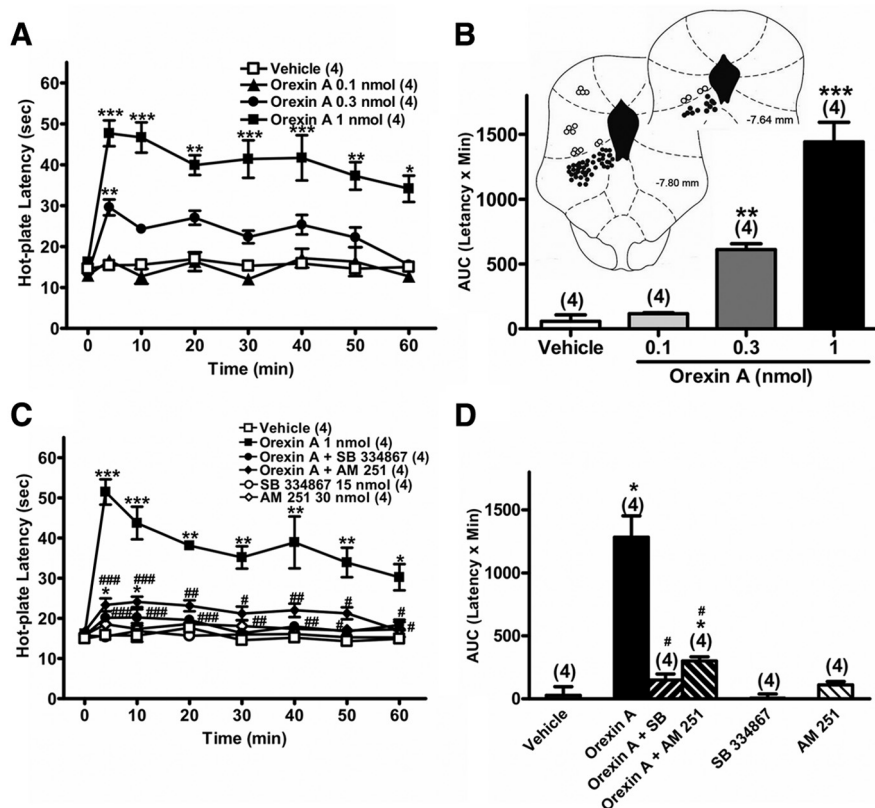 A
Vehicle (4)
Orexin A 0.1 nmol (4)
Orexin A 0.3 nmol (4)
Orexin A 1 nmol (4)
Hot-plate Latency (sec)
60
50
40
30
20
10
0
*** *** ** *** *** ** *
**
0 10 20 30 40 50 60
Time (min)
B
AUC (Letancy x Min)
1500
1000
500
0
-7.64 mm
-7.80 mm
(4)
(4)
**
(4)
***
(4)
Vehicle 0.1 0.3 1
Orexin A (nmol)
C
Vehicle (4)
Orexin A 1 nmol (4)
Orexin A + SB 334867 (4)
Orexin A + AM 251 (4)
SB 334867 15 nmol (4)
AM 251 30 nmol (4)
Hot-plate Latency (sec)
60
50
40
30
20
10
0
*** *** ** ** ** ** *
### ### ## # ## # #
* *
### ### ### ## ## # #
0 10 20 30 40 50 60
Time (min)
D
AUC (Latency x Min)
1500
1000
500
0
(4)
*
(4)
#
(4)
#
*
(4)
(4)
(4)
Vehicle
Orexin A
Orexin A + SB
Orexin A + AM 251
SB 334867
AM 251